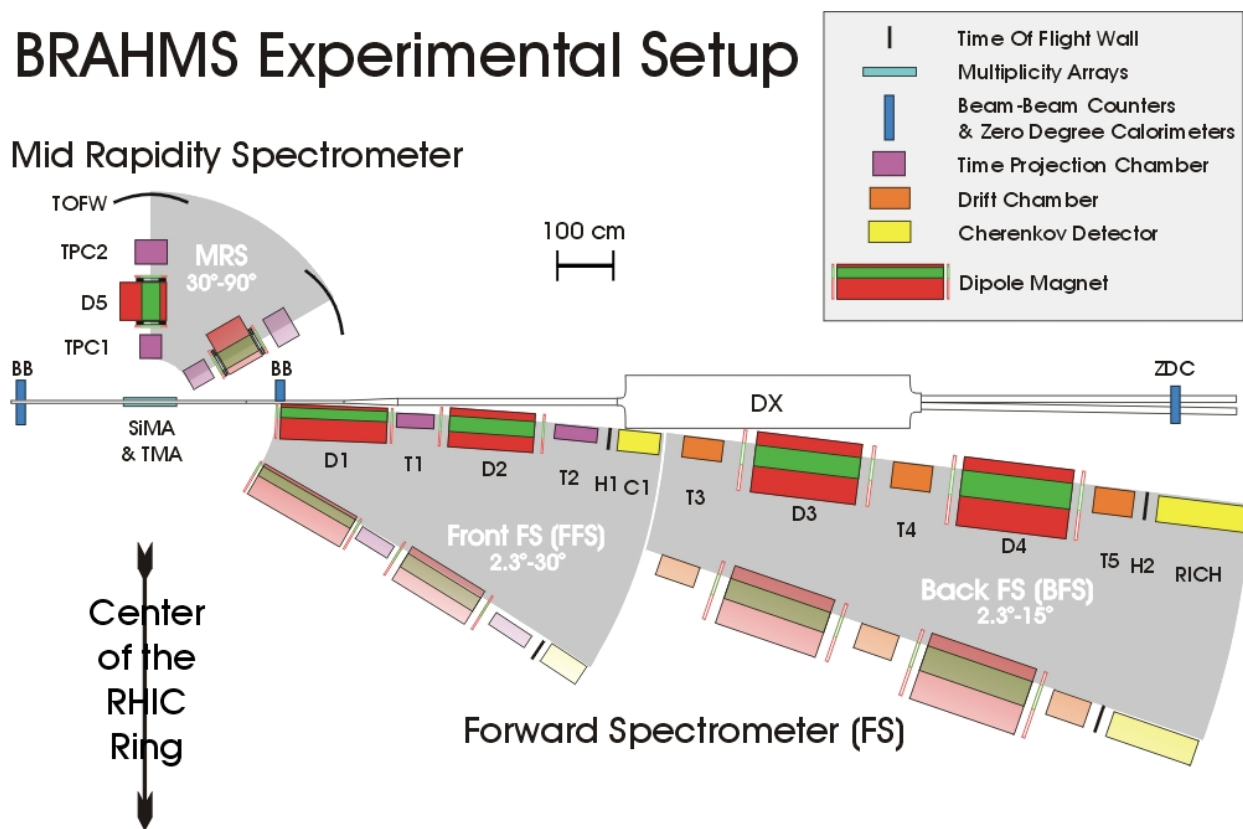 BRAHMS Experimental Setup
Time Of Flight Wall
Multiplicity Arrays
Beam-Beam Counters
& Zero Degree Calorimeters
Time Projection Chamber
Drift Chamber
Cherenkov Detector
Dipole Magnet
Mid Rapidity Spectrometer
TOFW
TPC2
D5
TPC1
MRS
30°-90°
100 cm
BB
BB
ZDC
DX
SiMA
& TMA
D1
T1
D2
T2
H1
C1
T3
D3
T4
D4
T5
H2
RICH
Front FS (FFS)
2.3°-30°
Back FS (BFS)
2.3°-15°
Center
of the
RHIC
Ring
Forward Spectrometer (FS)